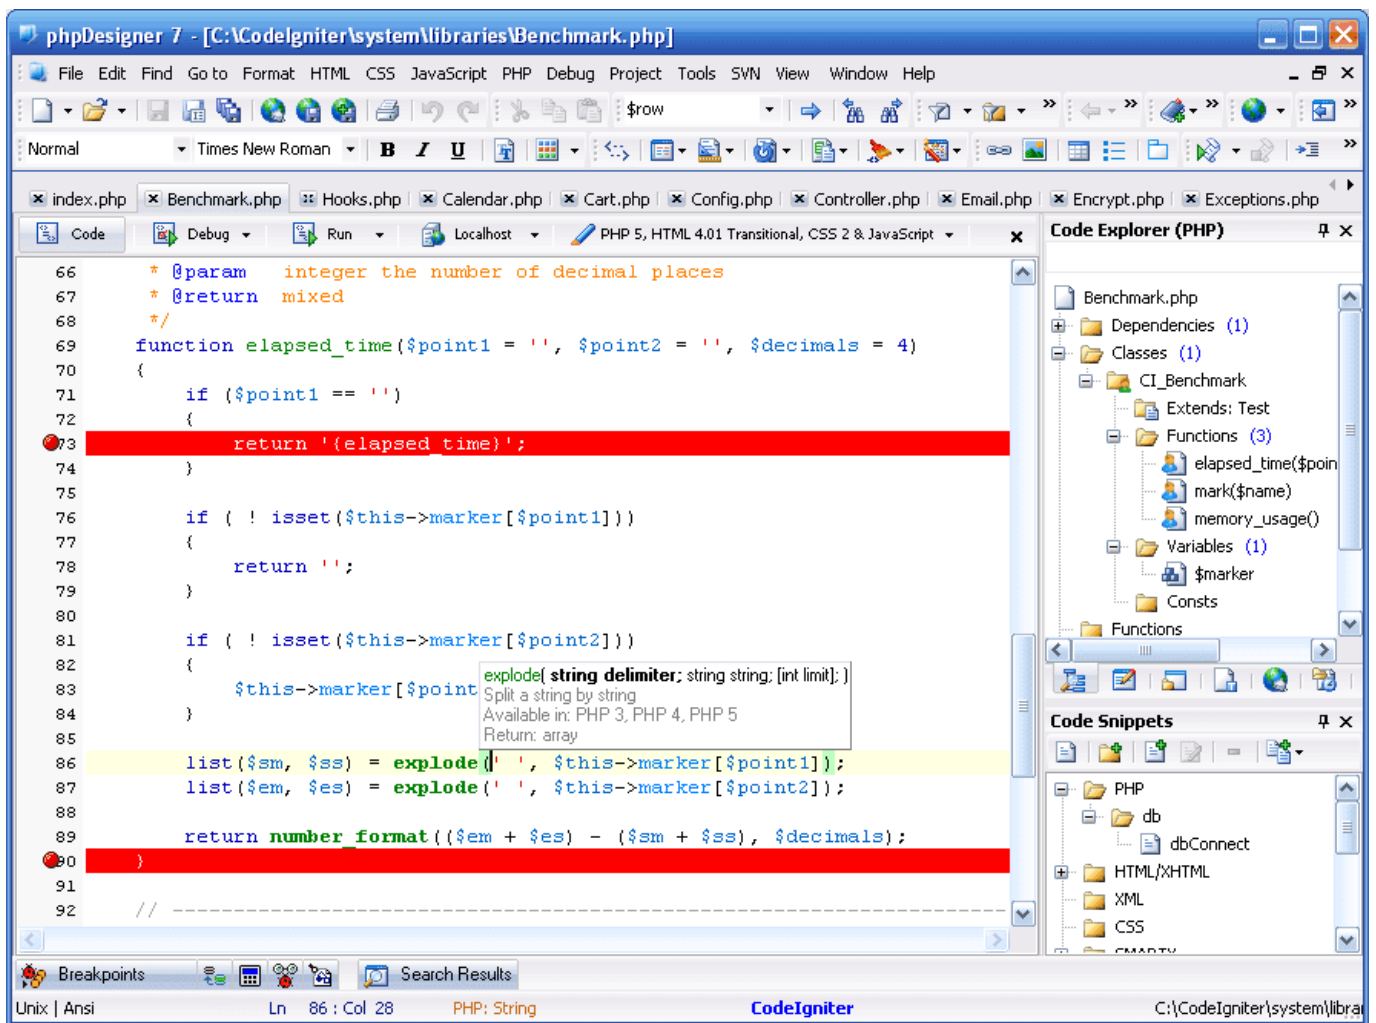 phpDesigner 7 - [C:\CodeIgniter\system\libraries\Benchmark.php]
File Edit Find Go to Format HTML CSS JavaScript PHP Debug Project Tools SVN View Window Help
$row
Normal Times New Roman B I U
index.php Benchmark.php Hooks.php Calendar.php Cart.php Config.php Controller.php Email.php Encrypt.php Exceptions.php
Code Debug Run Localhost PHP 5, HTML 4.01 Transitional, CSS 2 & JavaScript
66 * @param integer the number of decimal places
67 * @return mixed
68 */
69 function elapsed_time($point1 = '', $point2 = '', $decimals = 4)
70 {
71 if ($point1 == '')
72 {
73 return '{elapsed_time}';
74 }
75
76 if ( ! isset($this->marker[$point1]))
77 {
78 return '';
79 }
80
81 if ( ! isset($this->marker[$point2]))
82 {
83 $this->marker[$point
84 }
85
explode( string delimiter; string string; [int limit]; )
Split a string by string
Available in: PHP 3, PHP 4, PHP 5
Return: array
86 list($sm, $ss) = explode(' ', $this->marker[$point1]);
87 list($em, $es) = explode(' ', $this->marker[$point2]);
88
89 return number_format(($em + $es) - ($sm + $ss), $decimals);
90 }
91
92 // -------------------------------------------------------------------
Code Explorer (PHP)
Benchmark.php
Dependencies (1)
Classes (1)
CI_Benchmark
Extends: Test
Functions (3)
elapsed_time($poin
mark($name)
memory_usage()
Variables (1)
$marker
Consts
Functions
Code Snippets
PHP
db
dbConnect
HTML/XHTML
XML
CSS
SMARTY
Breakpoints Search Results
Unix | Ansi Ln 86 : Col 28 PHP: String CodeIgniter C:\CodeIgniter\system\librar